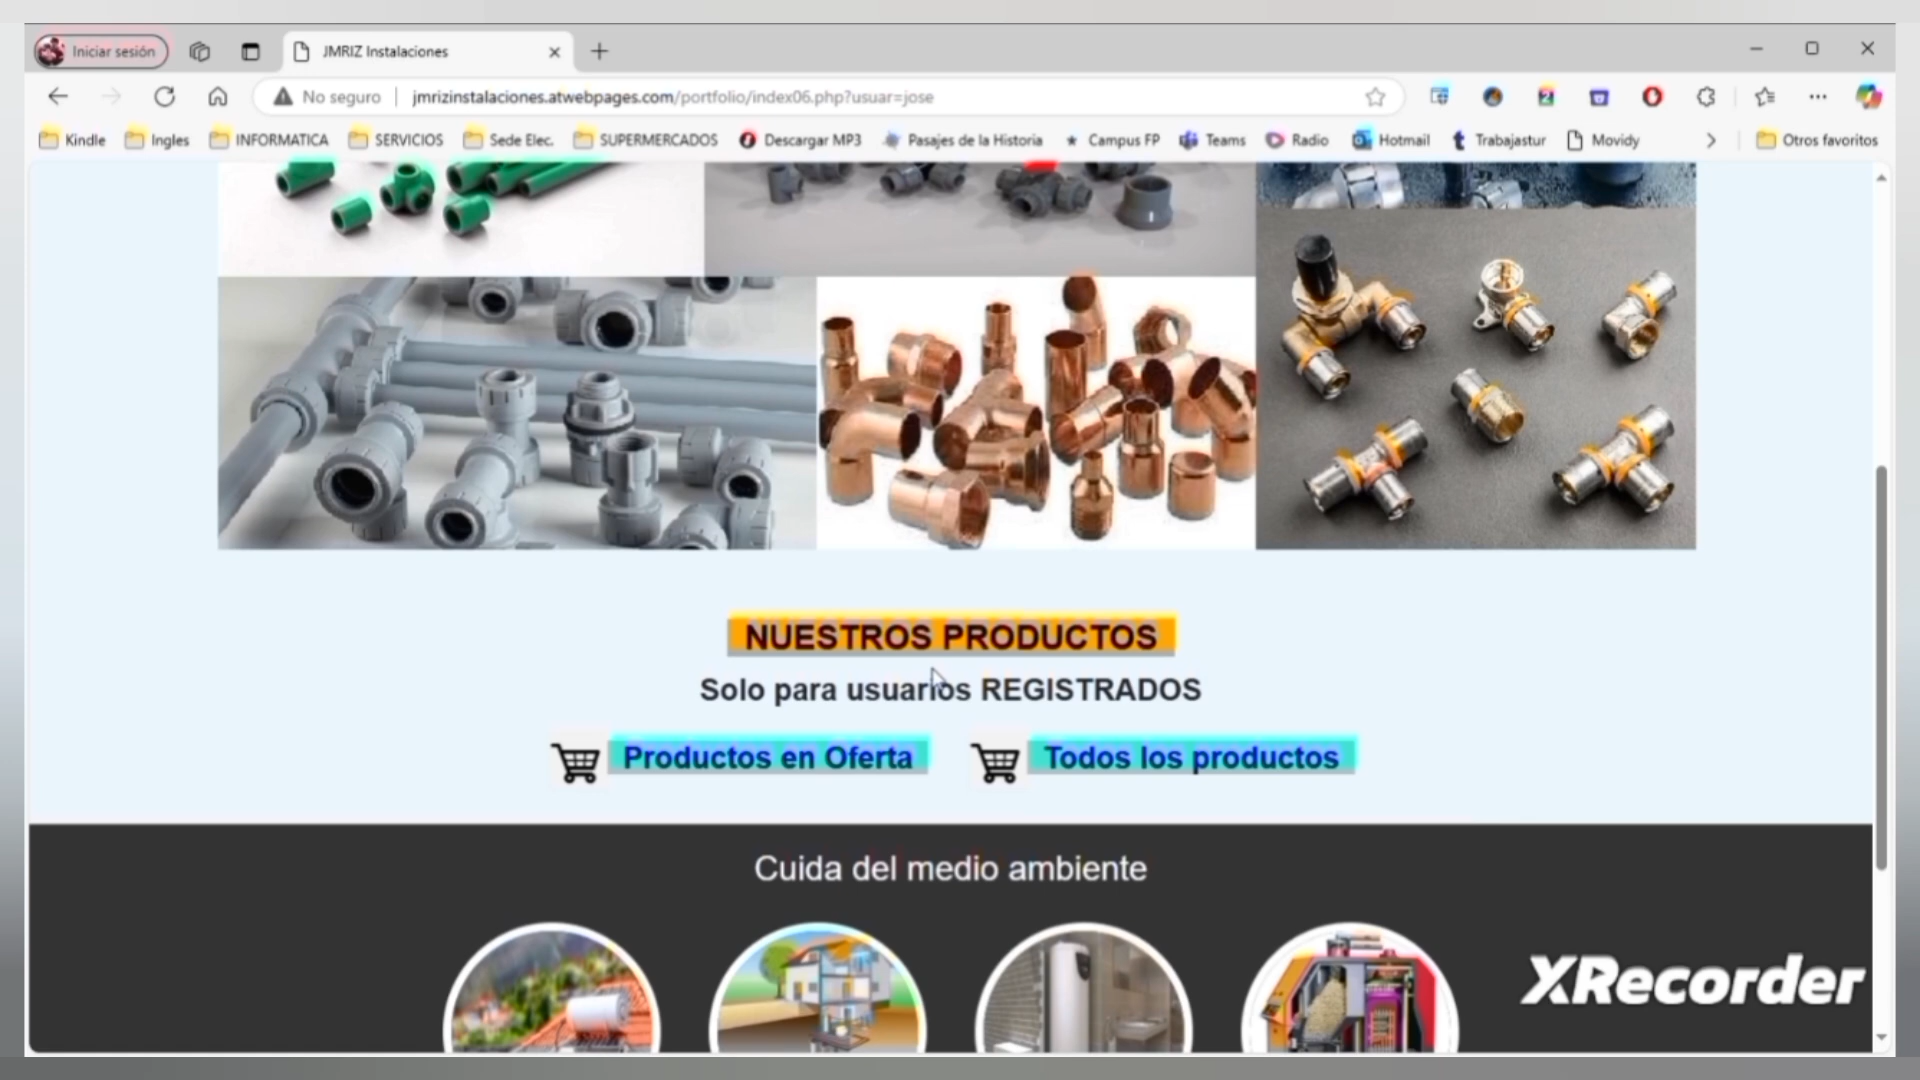 Iniciar sesión
JMRIZ Instalaciones
No seguro
jmrizinstalaciones.atwebpages.com/portfolio/index06.php?usuar=jose
Kindle
Ingles
INFORMATICA
SERVICIOS
Sede Elec.
SUPERMERCADOS
Descargar MP3
Pasajes de la Historia
Campus FP
Teams
Radio
Hotmail
Trabajastur
Movidy
Otros favoritos
NUESTROS PRODUCTOS
Solo para usuarios REGISTRADOS
Productos en Oferta
Todos los productos
Cuida del medio ambiente
XRecorder